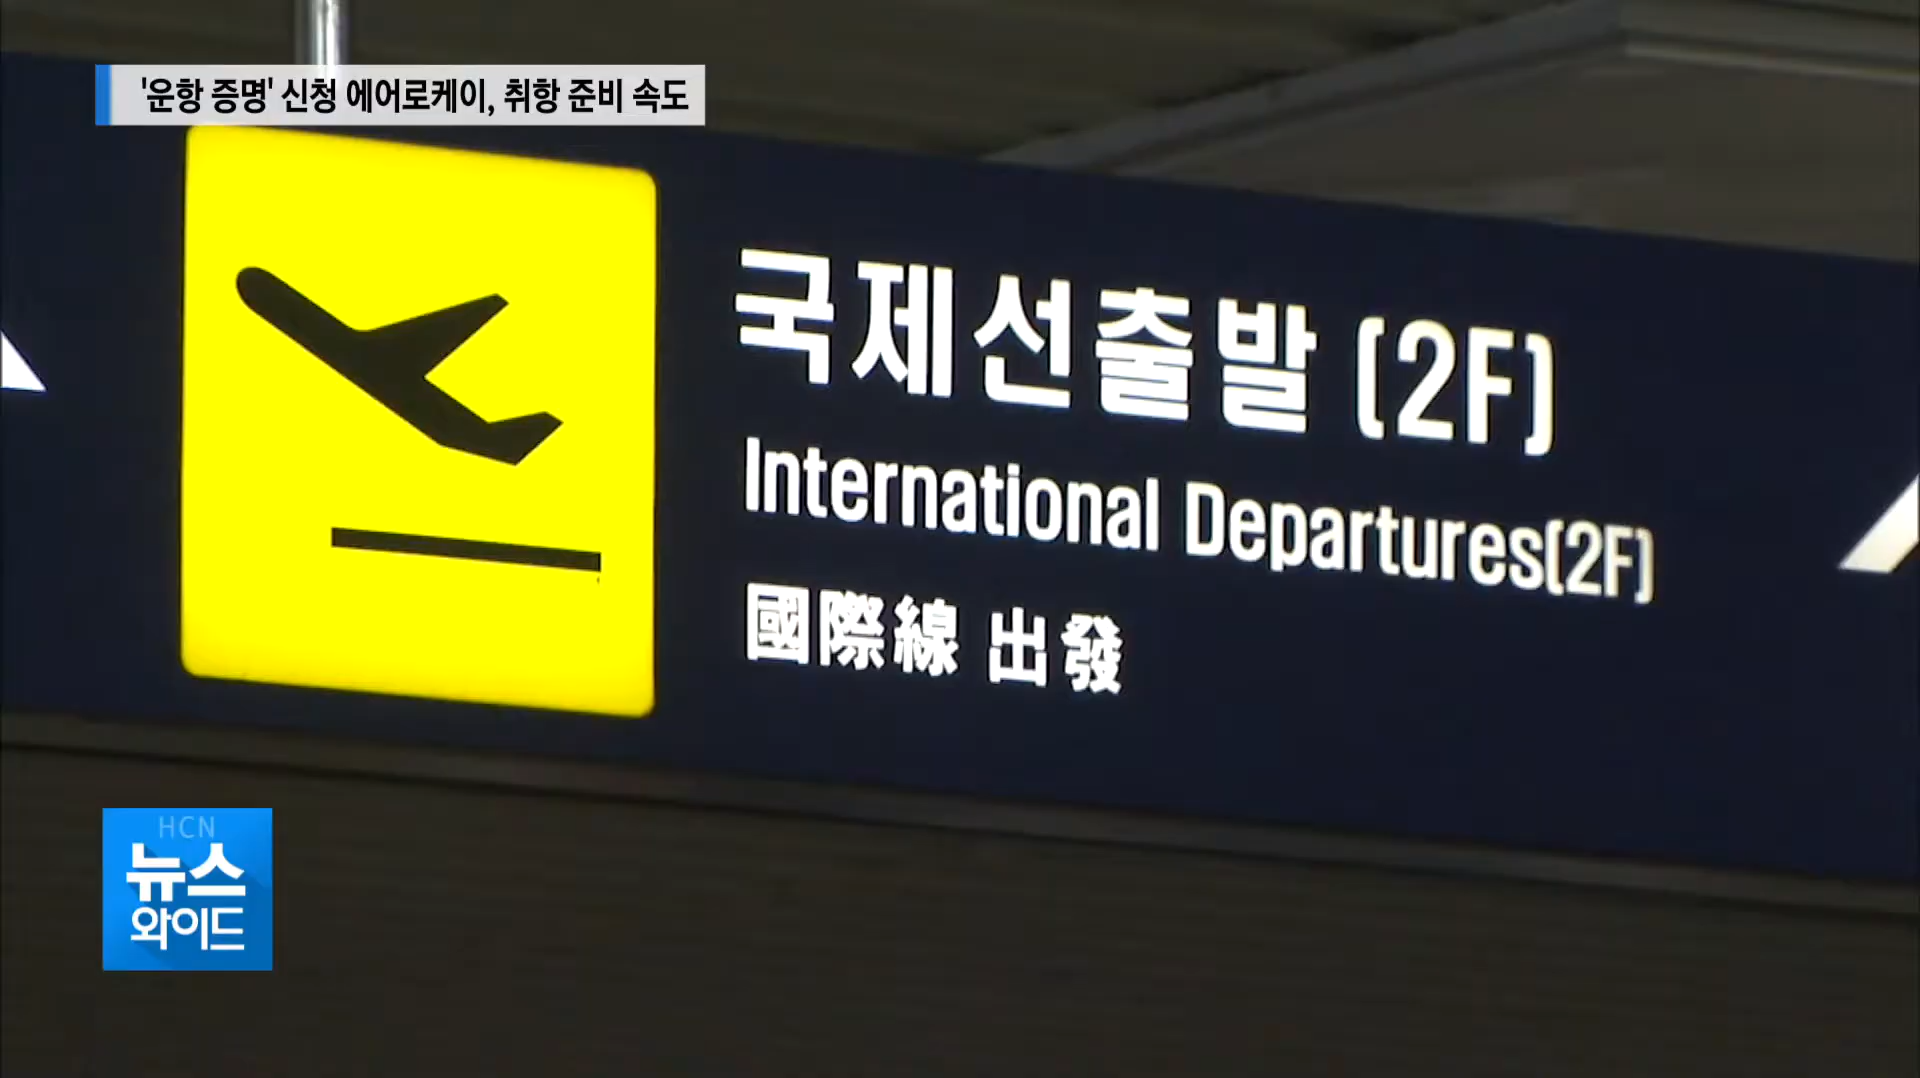 '운항 증명' 신청 에어로케이, 취항 준비 속도
국제선출발 (2F)
International Departures(2F)
國際線 出發
HCN
뉴스
와이드